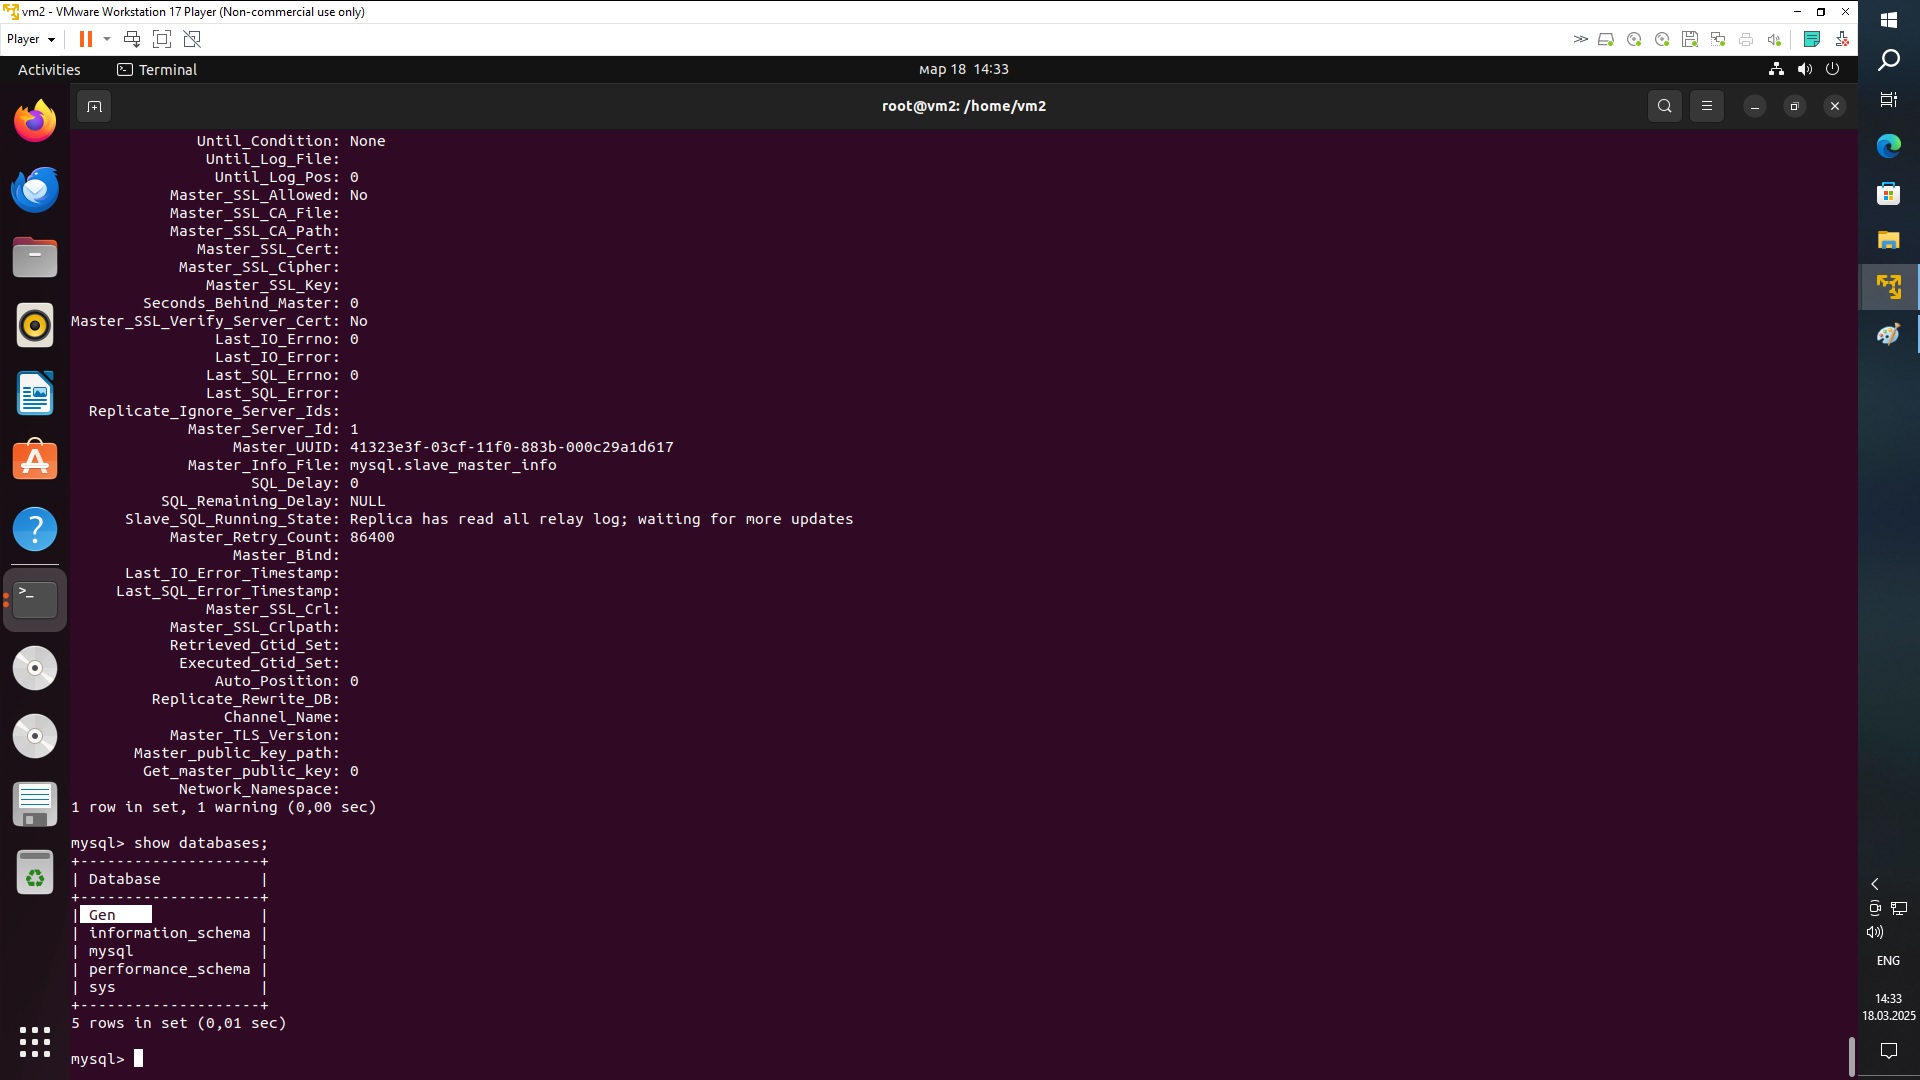 vm2 - VMware Workstation 17 Player (Non-commercial use only)
Player
Activities
Terminal
мар 18 14:33
root@vm2: /home/vm2
Until_Condition: None
Until_Log_File:
Until_Log_Pos: 0
Master_SSL_Allowed: No
Master_SSL_CA_File:
Master_SSL_CA_Path:
Master_SSL_Cert:
Master_SSL_Cipher:
Master_SSL_Key:
Seconds_Behind_Master: 0
Master_SSL_Verify_Server_Cert: No
Last_IO_Errno: 0
Last_IO_Error:
Last_SQL_Errno: 0
Last_SQL_Error:
Replicate_Ignore_Server_Ids:
Master_Server_Id: 1
Master_UUID: 41323e3f-03cf-11f0-883b-000c29a1d617
Master_Info_File: mysql.slave_master_info
SQL_Delay: 0
SQL_Remaining_Delay: NULL
Slave_SQL_Running_State: Replica has read all relay log; waiting for more updates
Master_Retry_Count: 86400
Master_Bind:
Last_IO_Error_Timestamp:
Last_SQL_Error_Timestamp:
Master_SSL_Crl:
Master_SSL_Crlpath:
Retrieved_Gtid_Set:
Executed_Gtid_Set:
Auto_Position: 0
Replicate_Rewrite_DB:
Channel_Name:
Master_TLS_Version:
Master_public_key_path:
Get_master_public_key: 0
Network_Namespace:
1 row in set, 1 warning (0,00 sec)
mysql> show databases;
+--------------------+
| Database           |
+--------------------+
| Gen                |
| information_schema |
| mysql              |
| performance_schema |
| sys                |
+--------------------+
5 rows in set (0,01 sec)
mysql>
ENG
14:33
18.03.2025